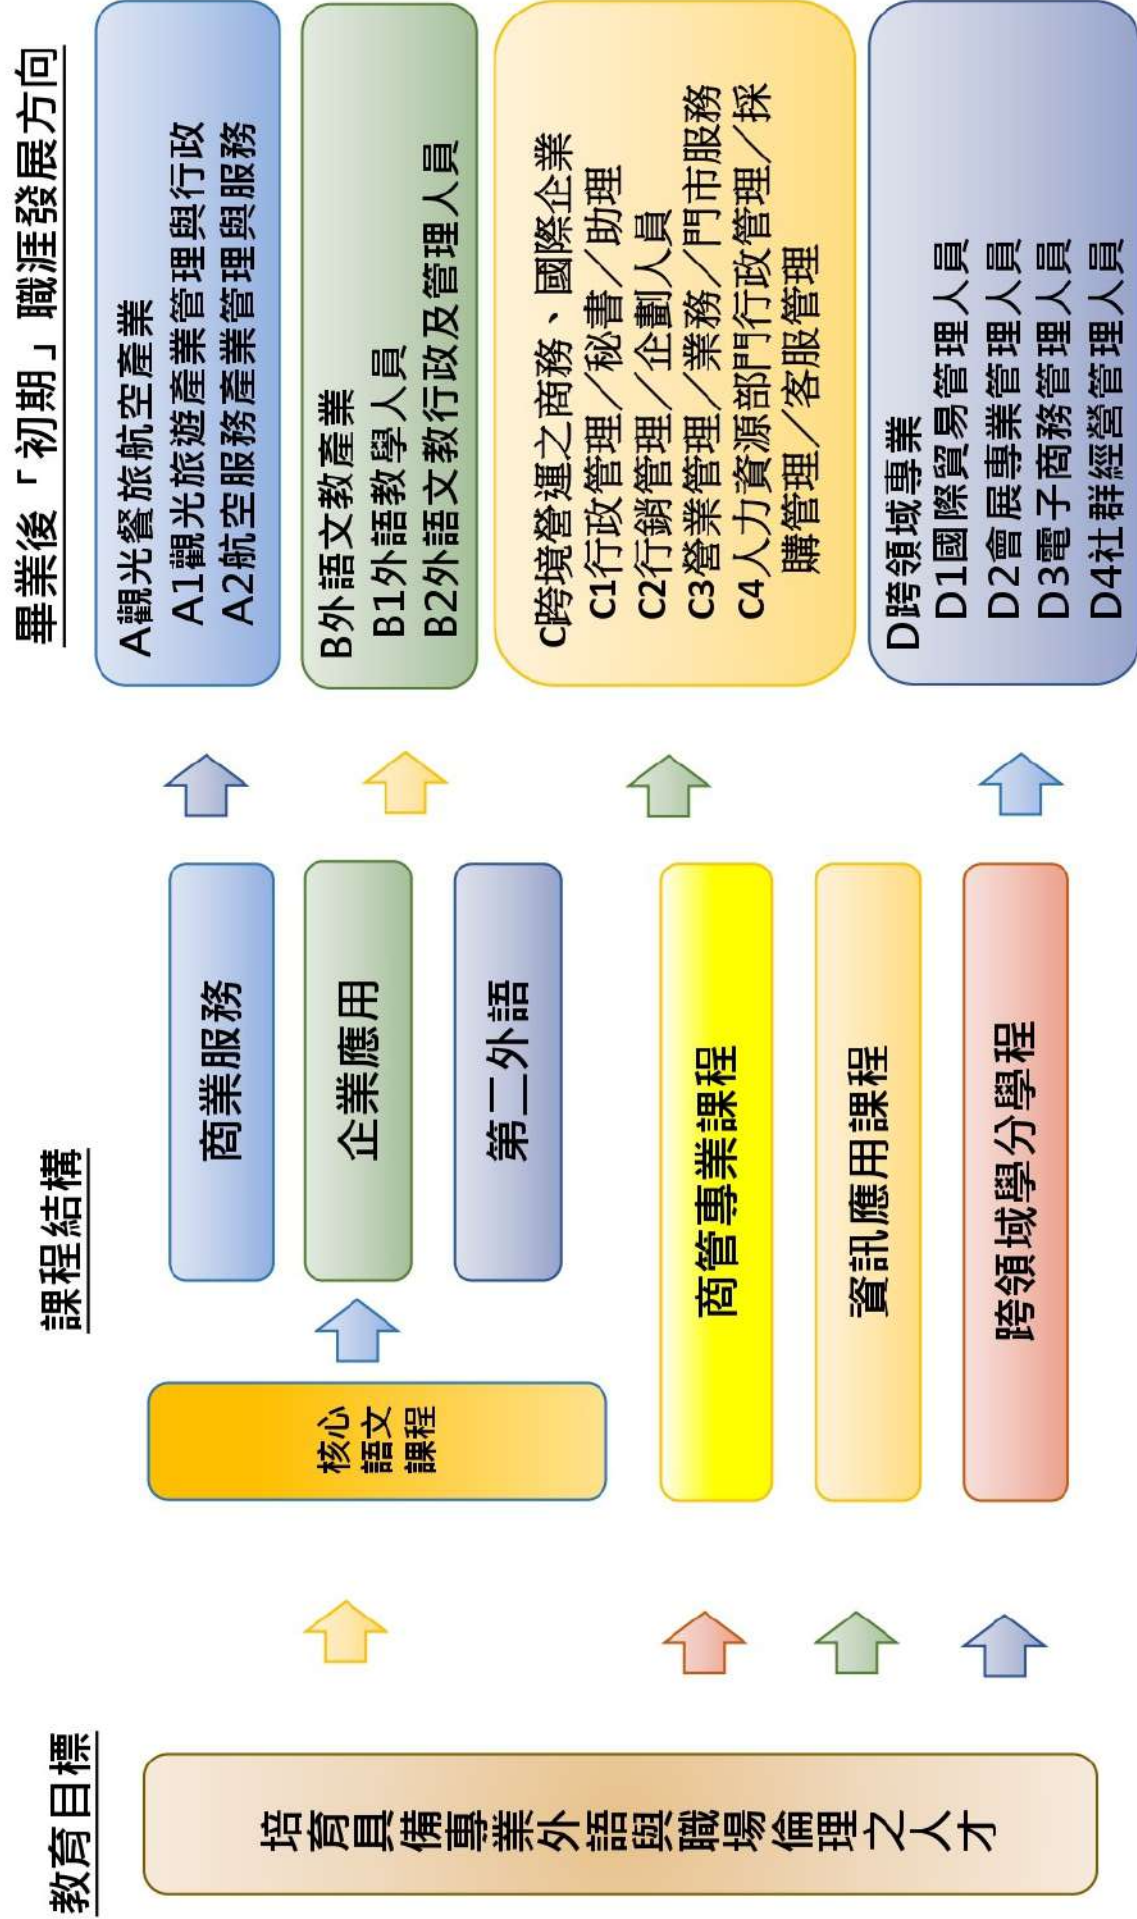 教育目標
培育具備專業外語與職場倫理之人才
課程結構
核心
語文
課程
商業服務
企業應用
第二外語
商管專業課程
資訊應用課程
跨領域學分學程
畢業後「初期」職涯發展方向
A觀光餐旅航空產業
A1觀光旅遊產業管理與行政
A2航空服務產業管理與服務
B外語文教產業
B1外語教學人員
B2外語文教行政及管理人員
C跨境營運之商務、國際企業
C1行政管理／秘書／助理
C2行銷管理／企劃人員
C3營業管理／業務／門市服務
C4人力資源部門行政管理／採
購管理／客服管理
D跨領域專業
D1國際貿易管理人員
D2會展專業管理人員
D3電子商務管理人員
D4社群經營管理人員